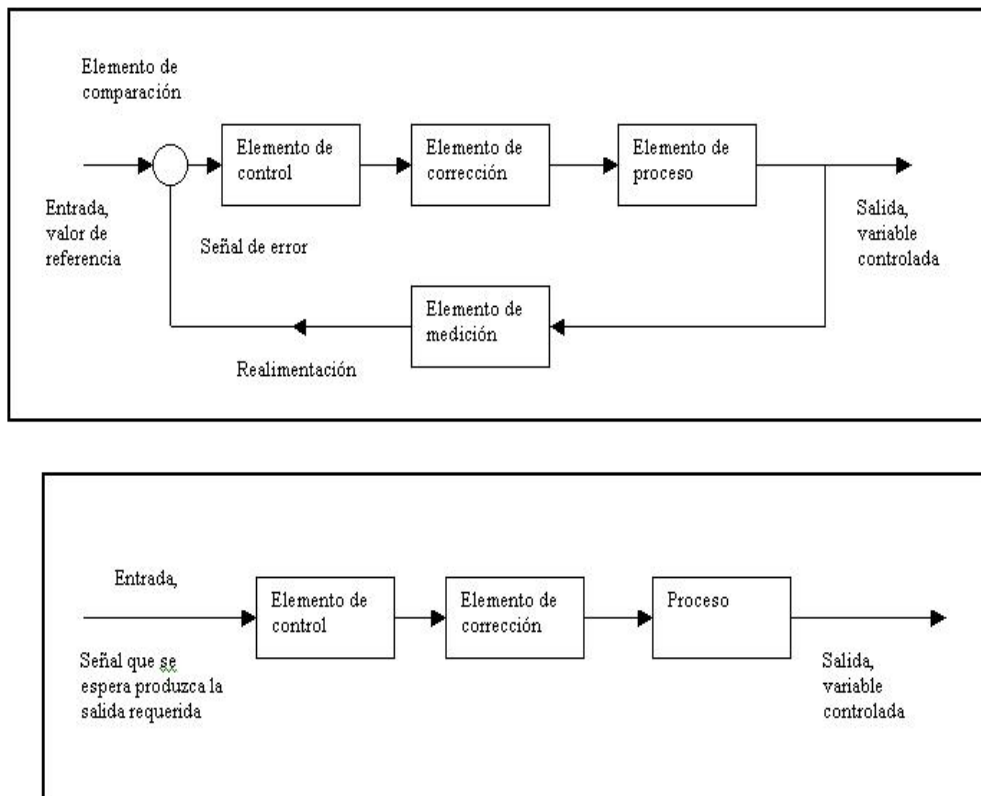 Elemento de
comparación
Elemento de
control
Elemento de
corrección
Elemento de
proceso
Entrada,
valor de
referencia
Señal de error
Salida,
variable
controlada
Elemento de
medición
Realimentación
Entrada,
Elemento de
control
Elemento de
corrección
Proceso
Señal que se
espera produzca la
salida requerida
Salida,
variable
controlada